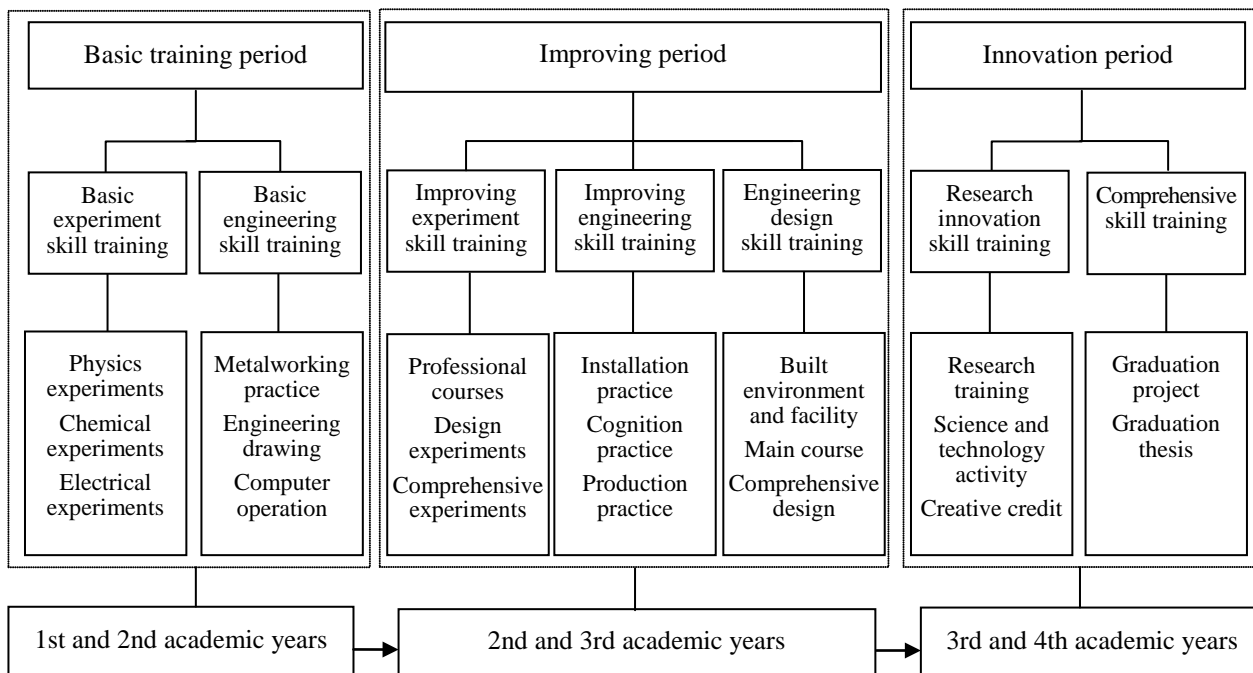 Basic training period
Improving period
Innovation period
Basic
experiment
skill training
Basic
engineering
skill training
Improving
experiment
skill training
Improving
engineering
skill training
Engineering
design
skill training
Research
innovation
skill training
Comprehensive
skill training
Physics
experiments
Chemical
experiments
Electrical
experiments
Metalworking
practice
Engineering
drawing
Computer
operation
Professional
courses
Design
experiments
Comprehensive
experiments
Installation
practice
Cognition
practice
Production
practice
Built
environment
and facility
Main course
Comprehensive
design
Research
training
Science and
technology
activity
Creative credit
Graduation
project
Graduation
thesis
1st and 2nd academic years
2nd and 3rd academic years
3rd and 4th academic years